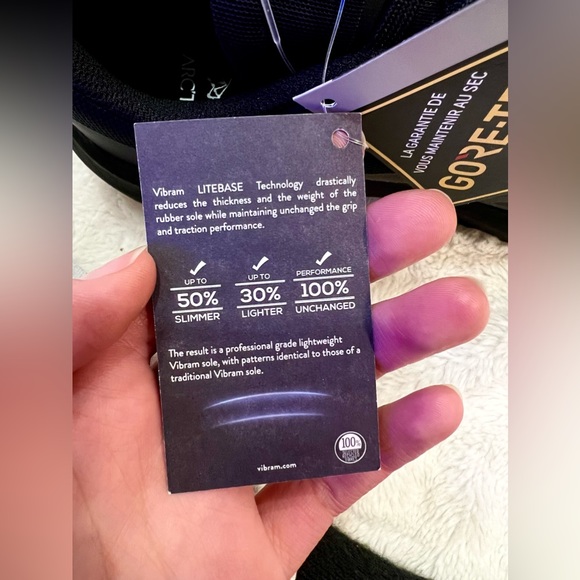 ARC
LA GARANTIE DE
VOUS MAINTENIR AU SEC
GORE-T
Vibram LITEBASE Technology drastically
reduces the thickness and the weight of the
rubber sole while maintaining unchanged the grip
and traction performance.
UP TO
50%
SLIMMER
UP TO
30%
LIGHTER
PERFORMANCE
100%
UNCHANGED
The result is a professional grade lightweight
Vibram sole, with patterns identical to those of a
traditional Vibram sole.
100%
vibram.com